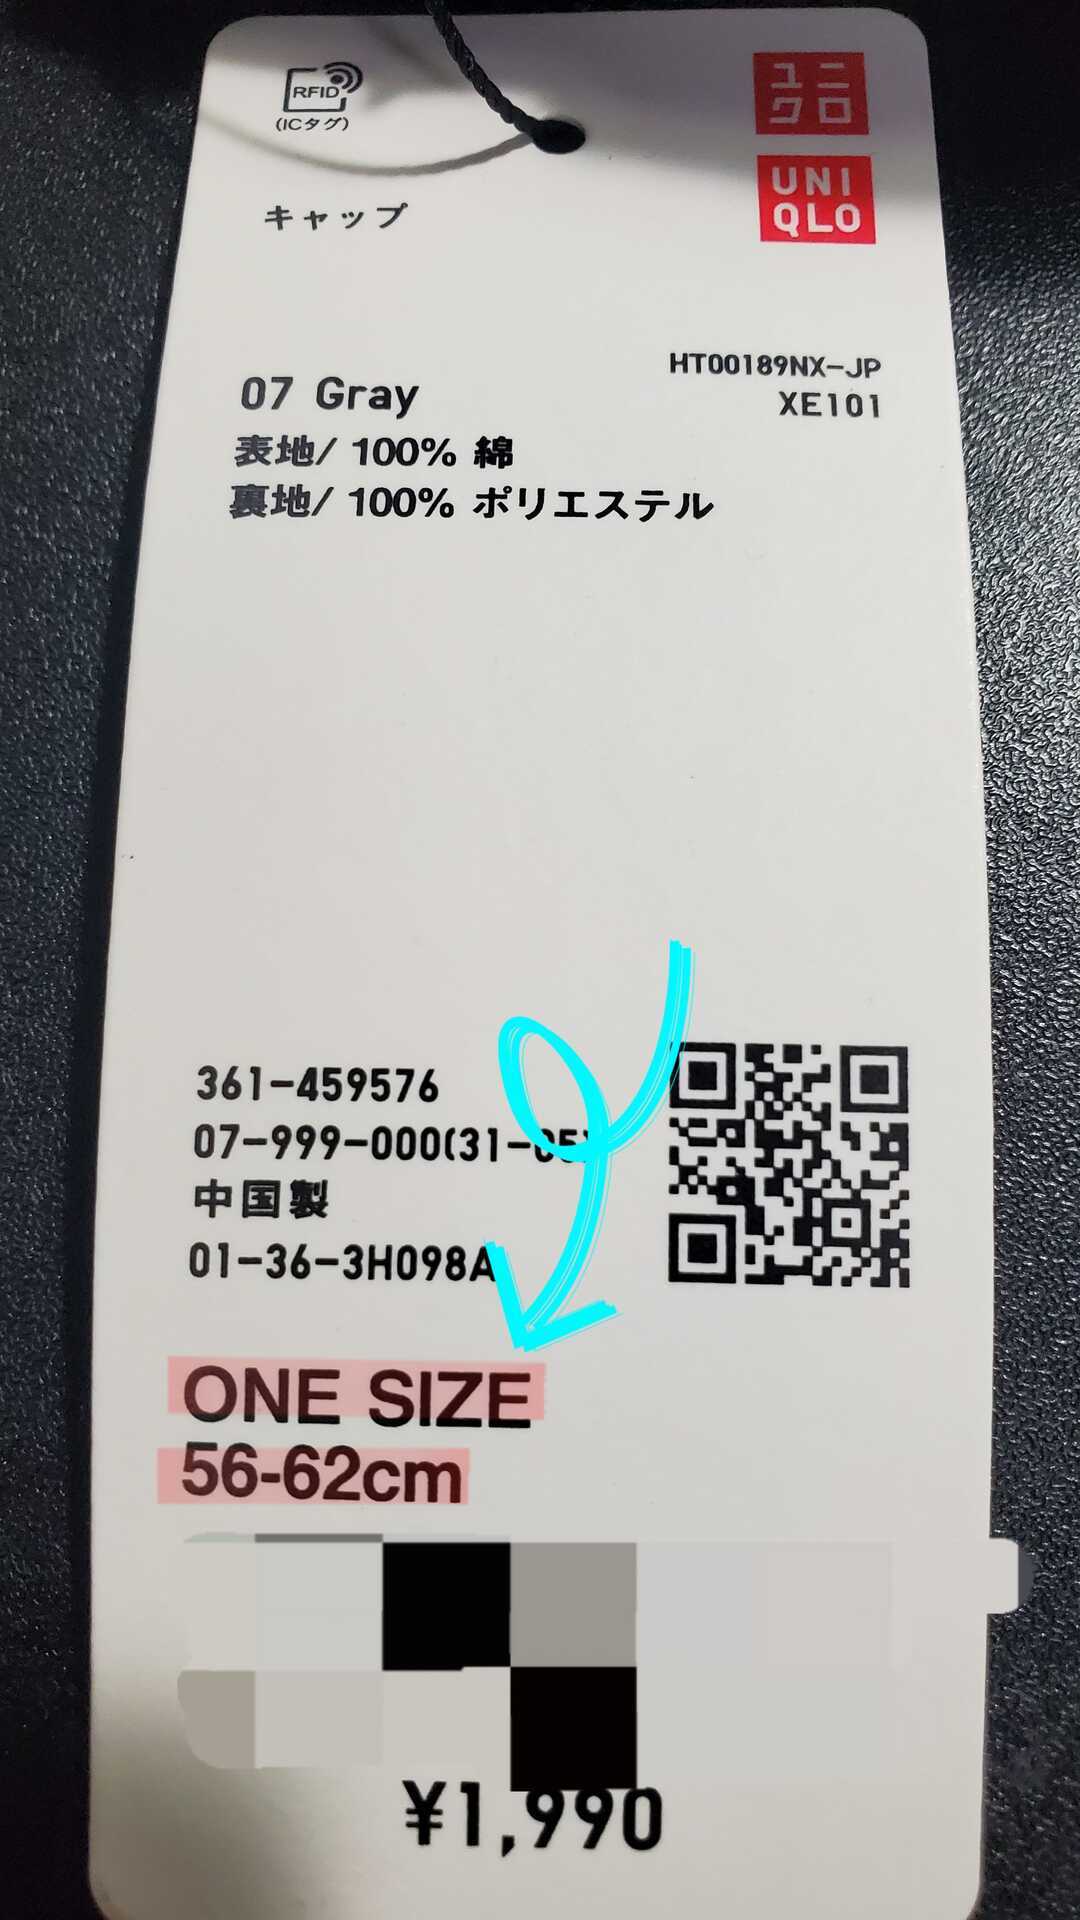 RFID
(ICタグ)
ユニ
クロ
UNI
QLO
キャップ
HT00189NX-JP
XE101
07 Gray
表地/ 100% 綿
裏地/ 100% ポリエステル
361-459576
07-999-000(31-05)
中国製
01-36-3H098A
ONE SIZE
56-62cm
¥1,990